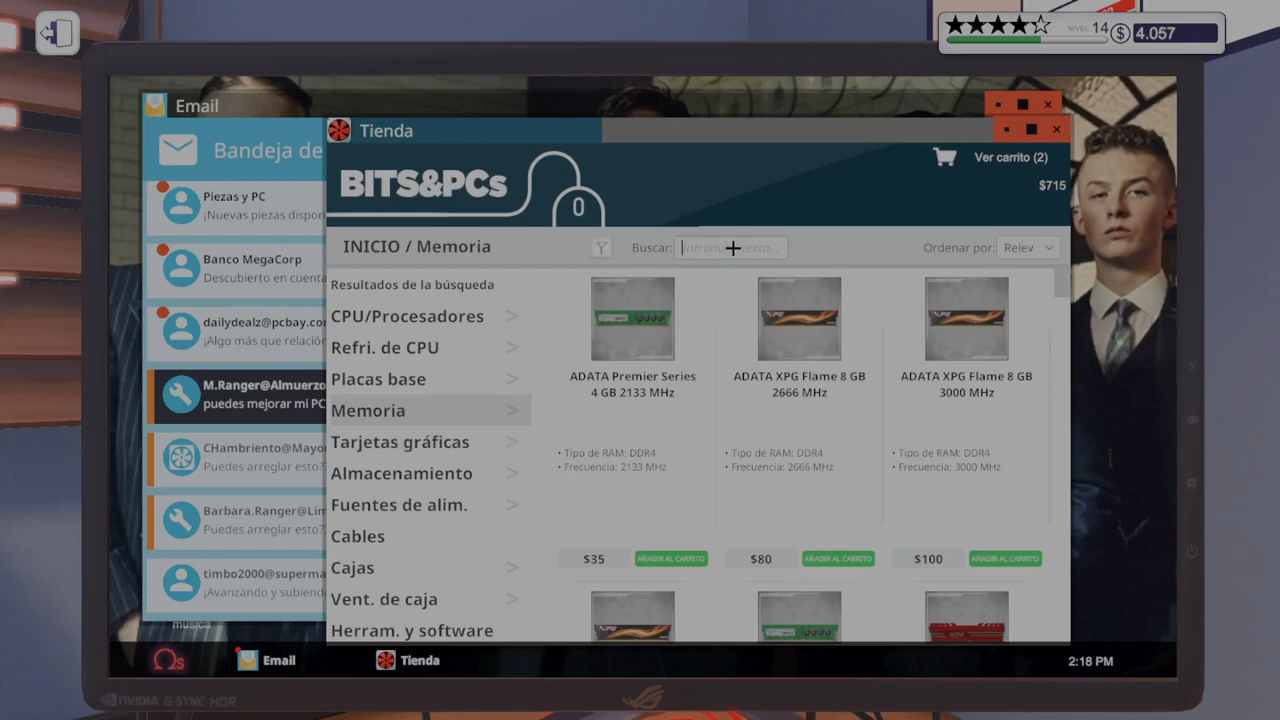 NIVEL 14 $ 4.057
Email
Tienda
Bandeja de
BITS&PCs
Ver carrito (2)
$715
Piezas y PC
¡Nuevas piezas dispon
Banco MegaCorp
Descubierto en cuenta
dailydealz@pcbay.co
¡Algo más que relació
M.Ranger@Almuerzo
puedes mejorar mi PC
CHambriento@Mayo
Puedes arreglar esto?
Barbara.Ranger@Lim
Puedes arreglar esto?
timbo2000@superma
¡Avanzando y subiend
INICIO / Memoria
Buscar:
Ordenar por: Relev
Resultados de la búsqueda
CPU/Procesadores >
Refri. de CPU >
Placas base >
Memoria >
Tarjetas gráficas >
Almacenamiento >
Fuentes de alim. >
Cables
Cajas >
Vent. de caja >
Herram. y software
ADATA Premier Series
4 GB 2133 MHz
• Tipo de RAM: DDR4
• Frecuencia: 2133 MHz
$35 AÑADIR AL CARRITO
ADATA XPG Flame 8 GB
2666 MHz
• Tipo de RAM: DDR4
• Frecuencia: 2666 MHz
$80 AÑADIR AL CARRITO
ADATA XPG Flame 8 GB
3000 MHz
• Tipo de RAM: DDR4
• Frecuencia: 3000 MHz
$100 AÑADIR AL CARRITO
música
Ωs
Email
Tienda
2:18 PM
NVIDIA G-SYNC HDR